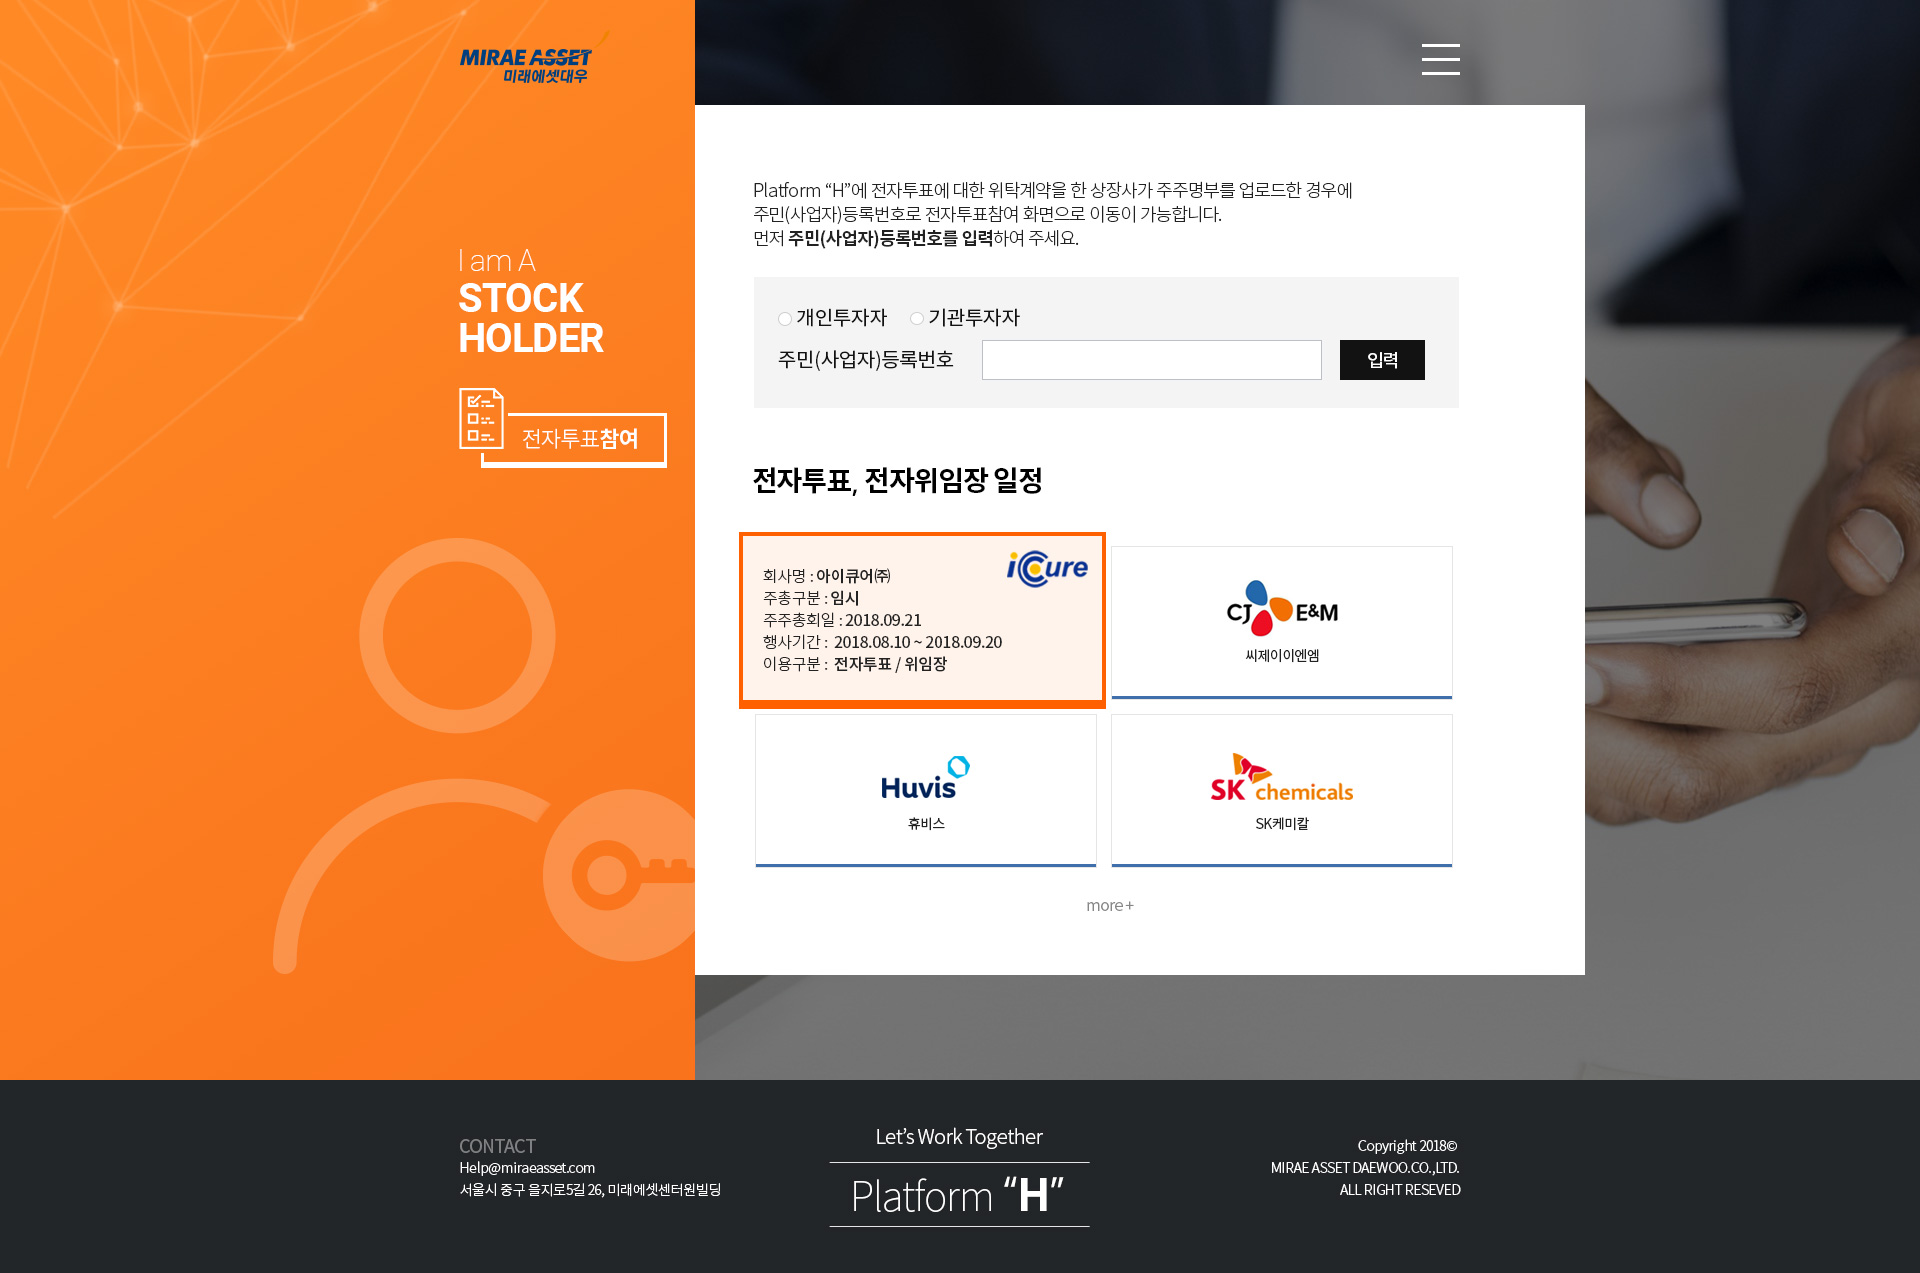 MIRAE ASSET
미래에셋대우
I am A
STOCK
HOLDER
전자투표참여
Platform “H”에 전자투표에 대한 위탁계약을 한 상장사가 주주명부를 업로드한 경우에
주민(사업자)등록번호로 전자투표참여 화면으로 이동이 가능합니다.
먼저 주민(사업자)등록번호를 입력하여 주세요.
개인투자자 기관투자자
주민(사업자)등록번호 입력
전자투표, 전자위임장 일정
iCure
회사명 : 아이큐어㈜
주총구분 : 임시
주주총회일 : 2018.09.21
행사기간 : 2018.08.10 ~ 2018.09.20
이용구분 : 전자투표 / 위임장
CJ E&M
씨제이이엔엠
Huvis
휴비스
SK chemicals
SK케미칼
more +
CONTACT
Help@miraeasset.com
서울시 중구 을지로5길 26, 미래에셋센터원빌딩
Let’s Work Together
Platform “H”
Copyright 2018©
MIRAE ASSET DAEWOO.CO.,LTD.
ALL RIGHT RESEVED